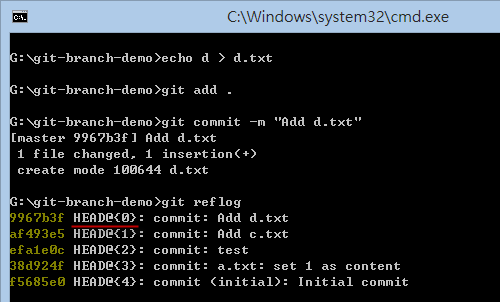 C:\Windows\system32\cmd.exe
G:\git-branch-demo>echo d > d.txt
G:\git-branch-demo>git add .
G:\git-branch-demo>git commit -m "Add d.txt"
[master 9967b3f] Add d.txt
 1 file changed, 1 insertion(+)
 create mode 100644 d.txt
G:\git-branch-demo>git reflog
9967b3f HEAD@{0}: commit: Add d.txt
af493e5 HEAD@{1}: commit: Add c.txt
efa1e0c HEAD@{2}: commit: test
38d924f HEAD@{3}: commit: a.txt: set 1 as content
f5685e0 HEAD@{4}: commit (initial): Initial commit